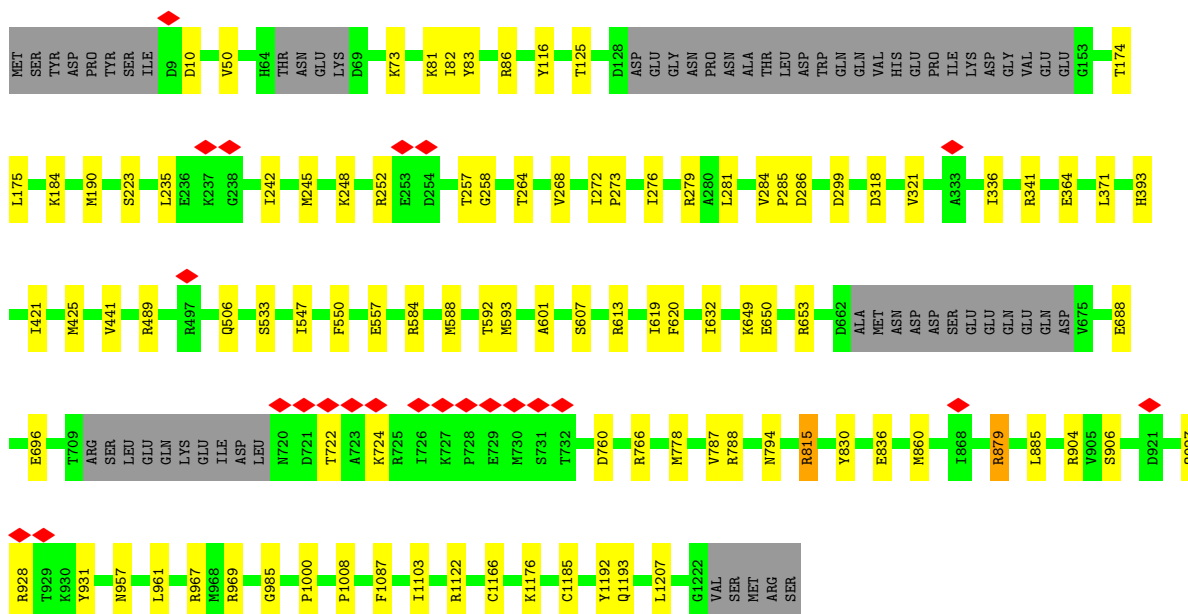 MET SER TYR ASP PRO TYR SER ILE D9 D10 V50 H64 THR ASN GLU LYS D69 K73 K81 I82 Y83 R86 Y116 T125 D128 ASP GLU GLY ASN PRO ASN ALA THR LEU ASP TRP GLN GLN VAL HIS GLU PRO ILE LYS ASP GLY VAL GLU GLU G153 T174
L175 K184 M190 S223 L235 E236 K237 G238 I242 M245 K248 R252 E253 D254 T257 G258 T264 V268 I272 P273 I276 R279 A280 L281 V284 P285 D286 D299 D318 V321 A333 I336 R341 E364 L371 H393
I421 M425 V441 R489 R497 Q506 S533 I547 F550 E557 R584 M588 T592 M593 A601 S607 R613 I619 F620 I632 K649 E650 R653 D662 ALA MET ASN ASP ASP SER GLU GLU GLN GLU GLN ASP V675 E688
E696 T709 ARG SER LEU GLU GLN LYS GLU ILE ASP LEU N720 D721 T722 A723 K724 R725 I726 K727 P728 E729 M730 S731 T732 D760 R766 M778 V787 R788 N794 R815 Y830 E836 M860 I868 R879 L885 R904 V905 S906 D921
R928 T929 K930 Y931 N957 L961 R967 M968 R969 G985 P1000 P1008 F1087 I1103 R1122 C1166 K1176 C1185 Y1192 Q1193 L1207 G1222 VAL SER MET ARG SER